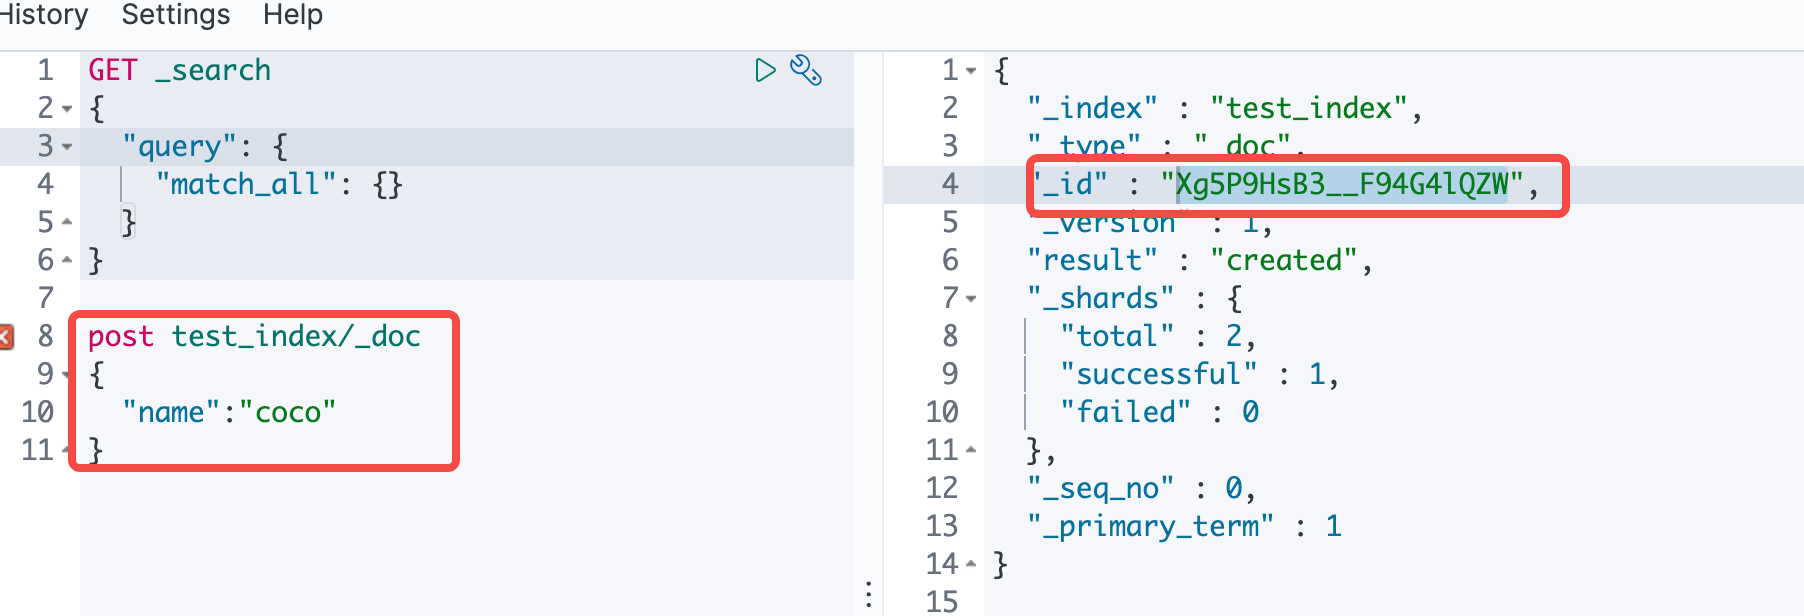 History Settings Help
1 GET _search
2 {
3 "query": {
4 "match_all": {}
5 }
6 }
7
8 post test_index/_doc
9 {
10 "name":"coco"
11 }
1 {
2 "_index" : "test_index",
3 "_type" : "_doc",
4 "_id" : "Xg5P9HsB3__F94G4lQZW",
5 "_version" : 1,
6 "result" : "created",
7 "_shards" : {
8 "total" : 2,
9 "successful" : 1,
10 "failed" : 0
11 },
12 "_seq_no" : 0,
13 "_primary_term" : 1
14 }
15